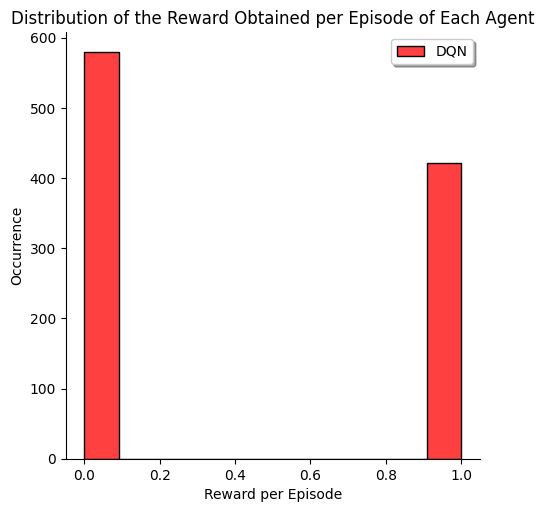 Distribution of the Reward Obtained per Episode of Each Agent
DQN
Occurrence
600
500
400
300
200
100
0
0.0 0.2 0.4 0.6 0.8 1.0
Reward per Episode